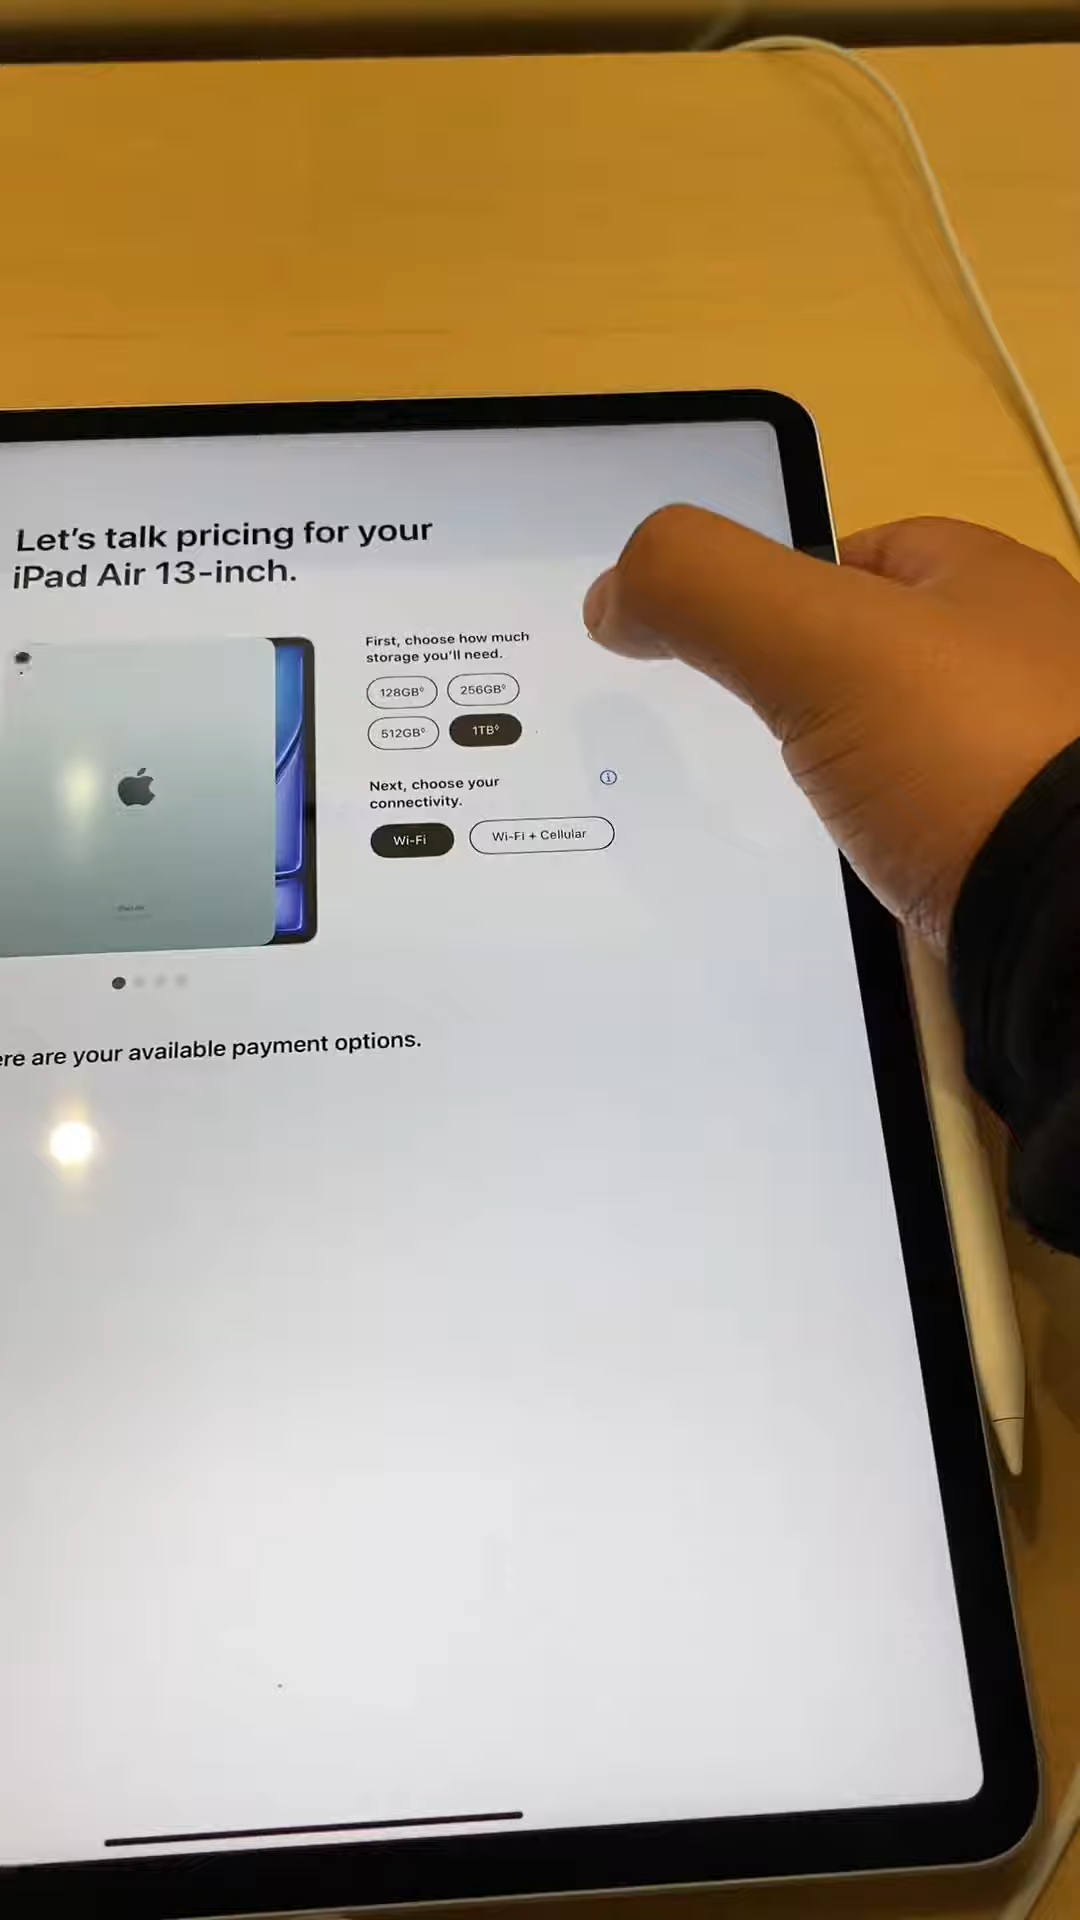 Let's talk pricing for your
iPad Air 13-inch.
First, choose how much
storage you'll need.
128GB◊
256GB◊
512GB◊
1TB◊
Next, choose your
connectivity.
Wi-Fi
Wi-Fi + Cellular
ere are your available payment options.